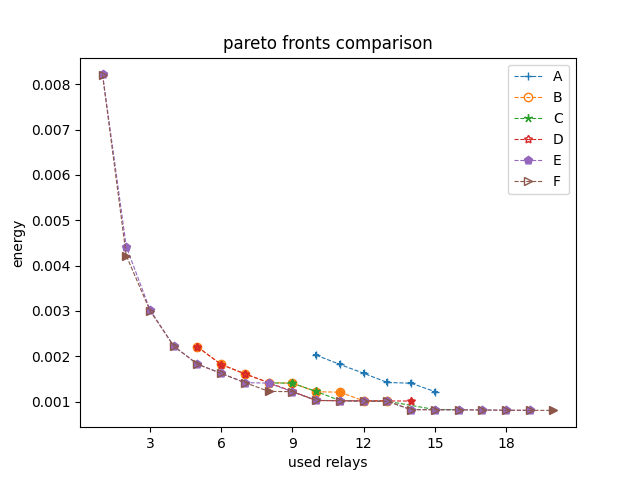 pareto fronts comparison
A
B
C
D
E
F
0.008
0.007
0.006
0.005
0.004
0.003
0.002
0.001
energy
3 6 9 12 15 18
used relays